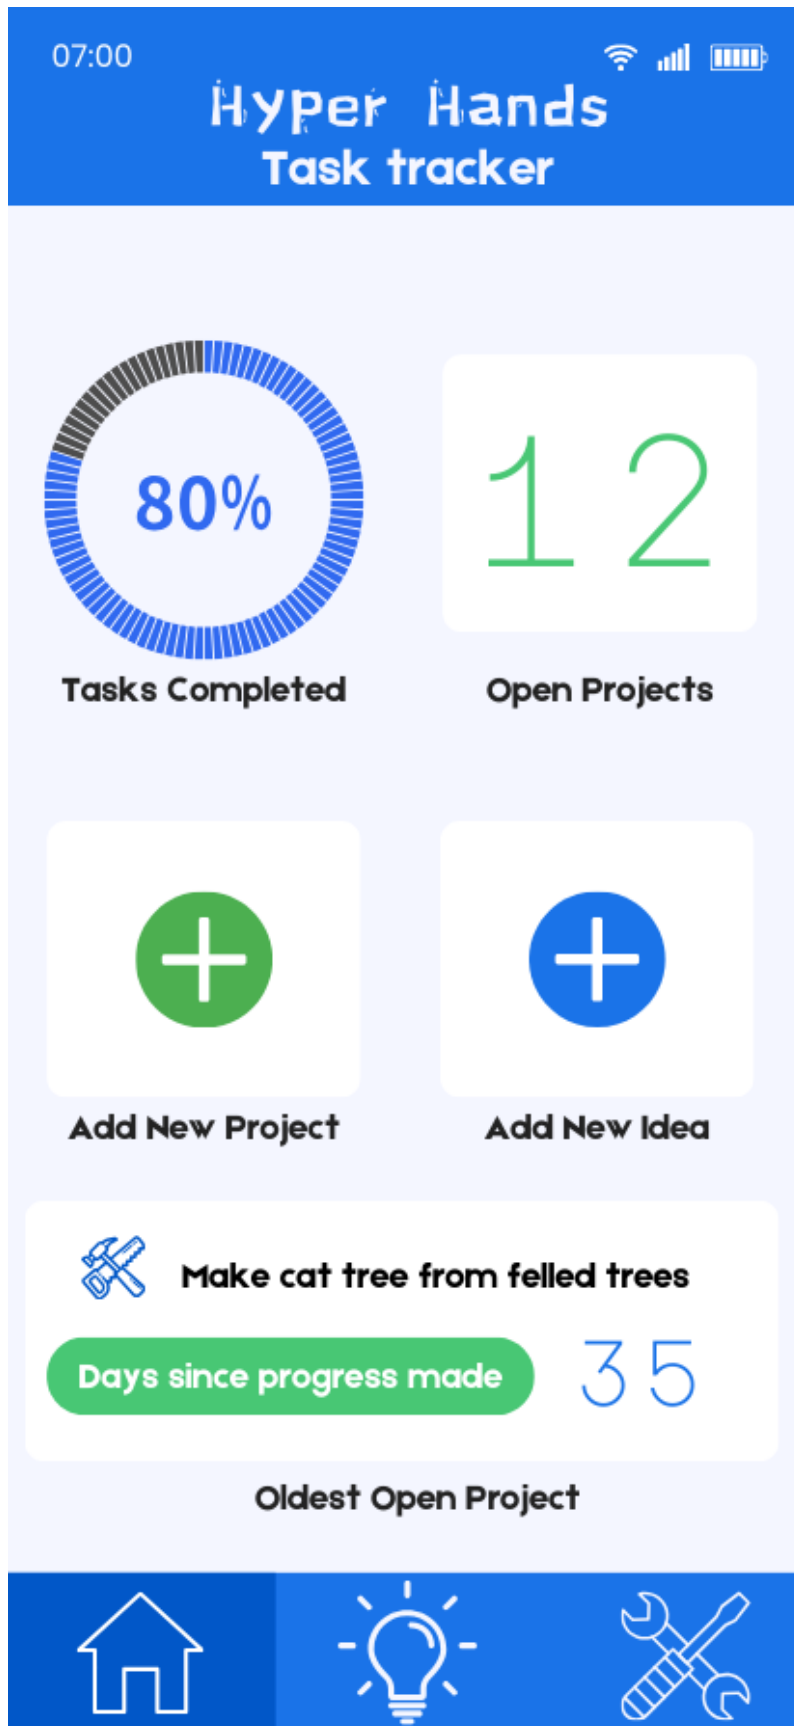 07:00
Hyper Hands
Task tracker
80%
12
Tasks Completed
Open Projects
Add New Project
Add New Idea
Make cat tree from felled trees
Days since progress made
35
Oldest Open Project